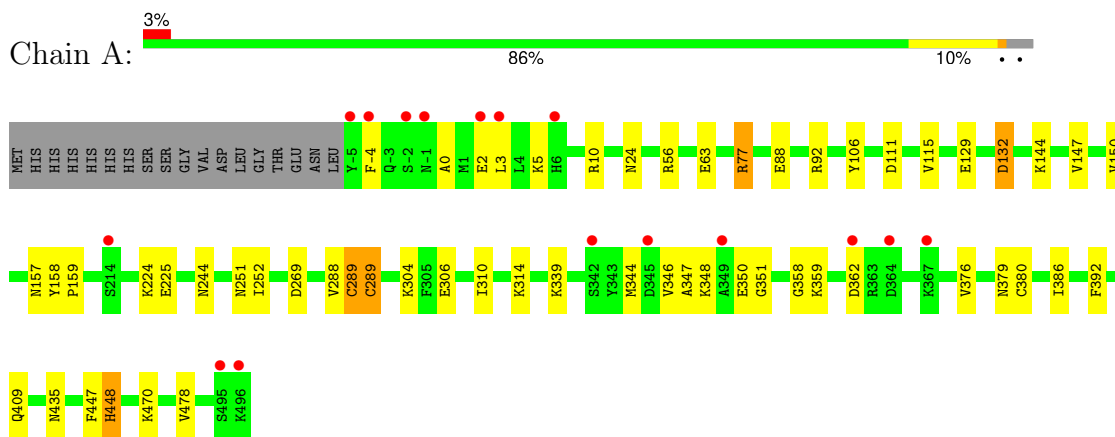 3%
Chain A:
86% 10% • •
MET HIS HIS HIS HIS HIS HIS SER SER GLY VAL ASP LEU GLY THR GLU ASN LEU Y-5 F-4 Q-3 S-2 N-1 A0 M1 E2 L3 L4 K5 H6 R10 N24 R56 E63 R77 E88 R92 Y106 D111 V115 E129 D132 K144 V147 V150
N157 Y158 P159 S214 K224 E225 N244 N251 I252 D269 V288 C289 C289 K304 F305 E306 I310 K314 K339 S342 Y343 M344 D345 V346 A347 K348 A349 E350 G351 G358 K359 D362 R363 D364 K367 V376 N379 C380 I386 F392
Q409 N435 F447 H448 K470 V478 S495 K496